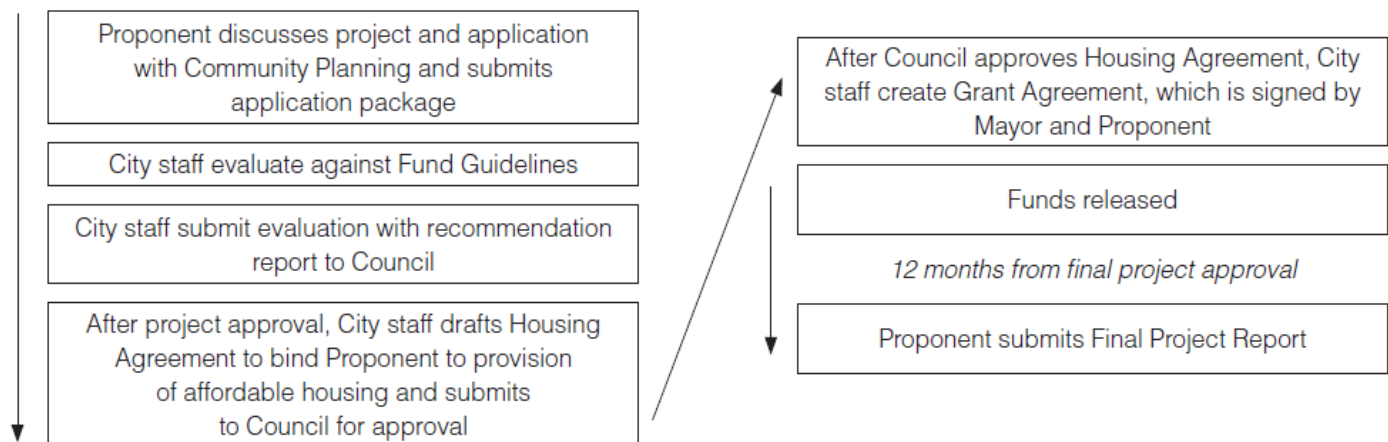 Proponent discusses project and application
with Community Planning and submits
application package
City staff evaluate against Fund Guidelines
City staff submit evaluation with recommendation
report to Council
After project approval, City staff drafts Housing
Agreement to bind Proponent to provision
of affordable housing and submits
to Council for approval
After Council approves Housing Agreement, City
staff create Grant Agreement, which is signed by
Mayor and Proponent
Funds released
12 months from final project approval
Proponent submits Final Project Report